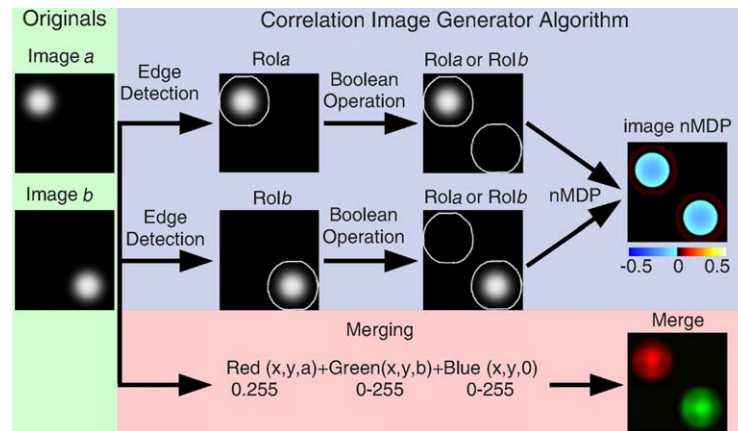 Originals
Correlation Image Generator Algorithm
Image a
Edge
Detection
RoIa
Boolean
Operation
RoIa or RoIb
image nMDP
Image b
Edge
Detection
RoIb
Boolean
Operation
RoIa or RoIb
nMDP
-0.5 0 0.5
Merging
Merge
Red (x,y,a)+Green(x,y,b)+Blue (x,y,0)
0.255 0-255 0-255